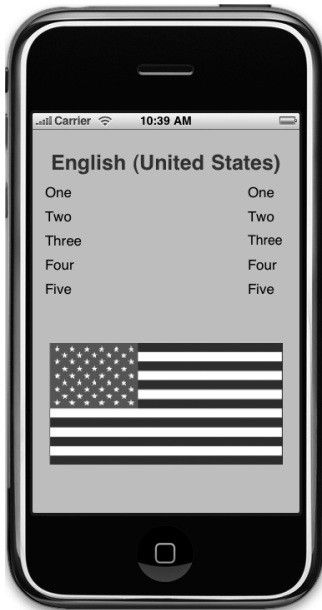 Carrier 10:39 AM
English (United States)
One One
Two Two
Three Three
Four Four
Five Five